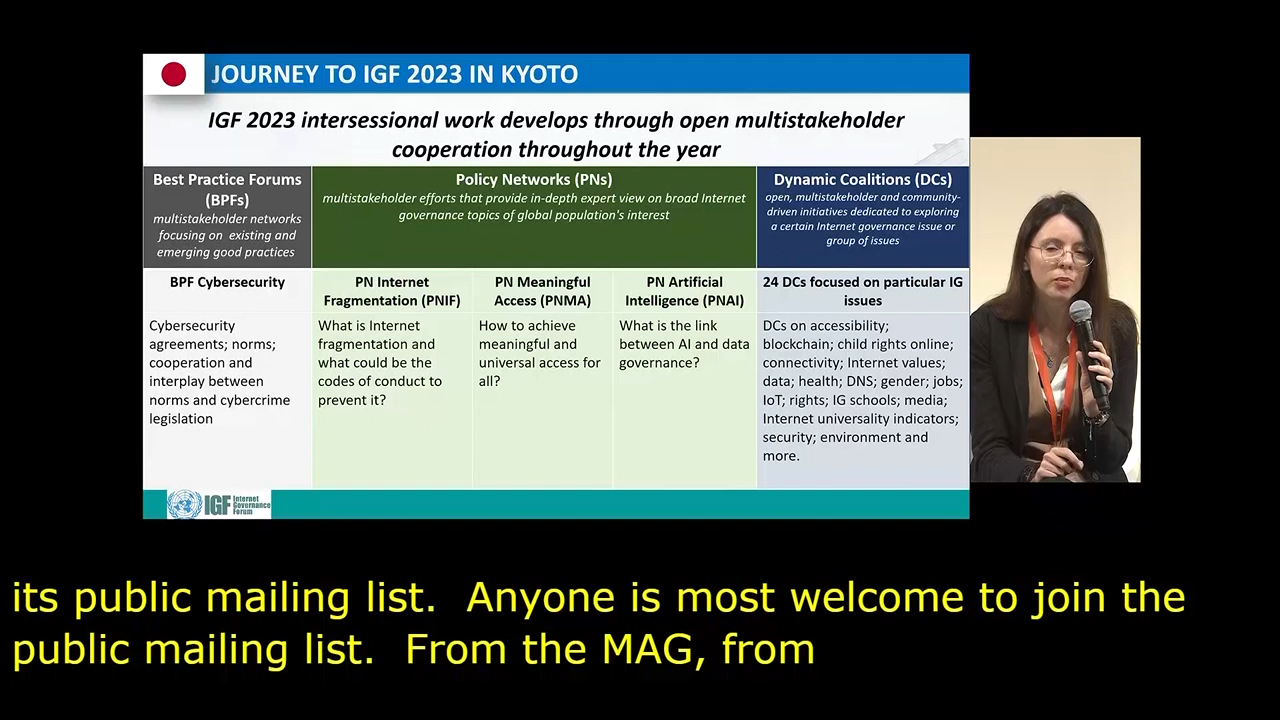 JOURNEY TO IGF 2023 IN KYOTO
IGF 2023 intersessional work develops through open multistakeholder
cooperation throughout the year
Best Practice Forums
(BPFs)
multistakeholder networks
focusing on existing and
emerging good practices
Policy Networks (PNs)
multistakeholder efforts that provide in-depth expert view on broad Internet
governance topics of global population's interest
Dynamic Coalitions (DCs)
open, multistakeholder and community-
driven initiatives dedicated to exploring
a certain Internet governance issue or
group of issues
BPF Cybersecurity
PN Internet
Fragmentation (PNIF)
PN Meaningful
Access (PNMA)
PN Artificial
Intelligence (PNAI)
24 DCs focused on particular IG
issues
Cybersecurity
agreements; norms;
cooperation and
interplay between
norms and cybercrime
legislation
What is Internet
fragmentation and
what could be the
codes of conduct to
prevent it?
How to achieve
meaningful and
universal access for
all?
What is the link
between AI and data
governance?
DCs on accessibility;
blockchain; child rights online;
connectivity; Internet values;
data; health; DNS; gender; jobs;
IoT; rights; IG schools; media;
Internet universality indicators;
security; environment and
more.
IGF
Internet
Governance
Forum
its public mailing list.  Anyone is most welcome to join the
public mailing list.  From the MAG, from